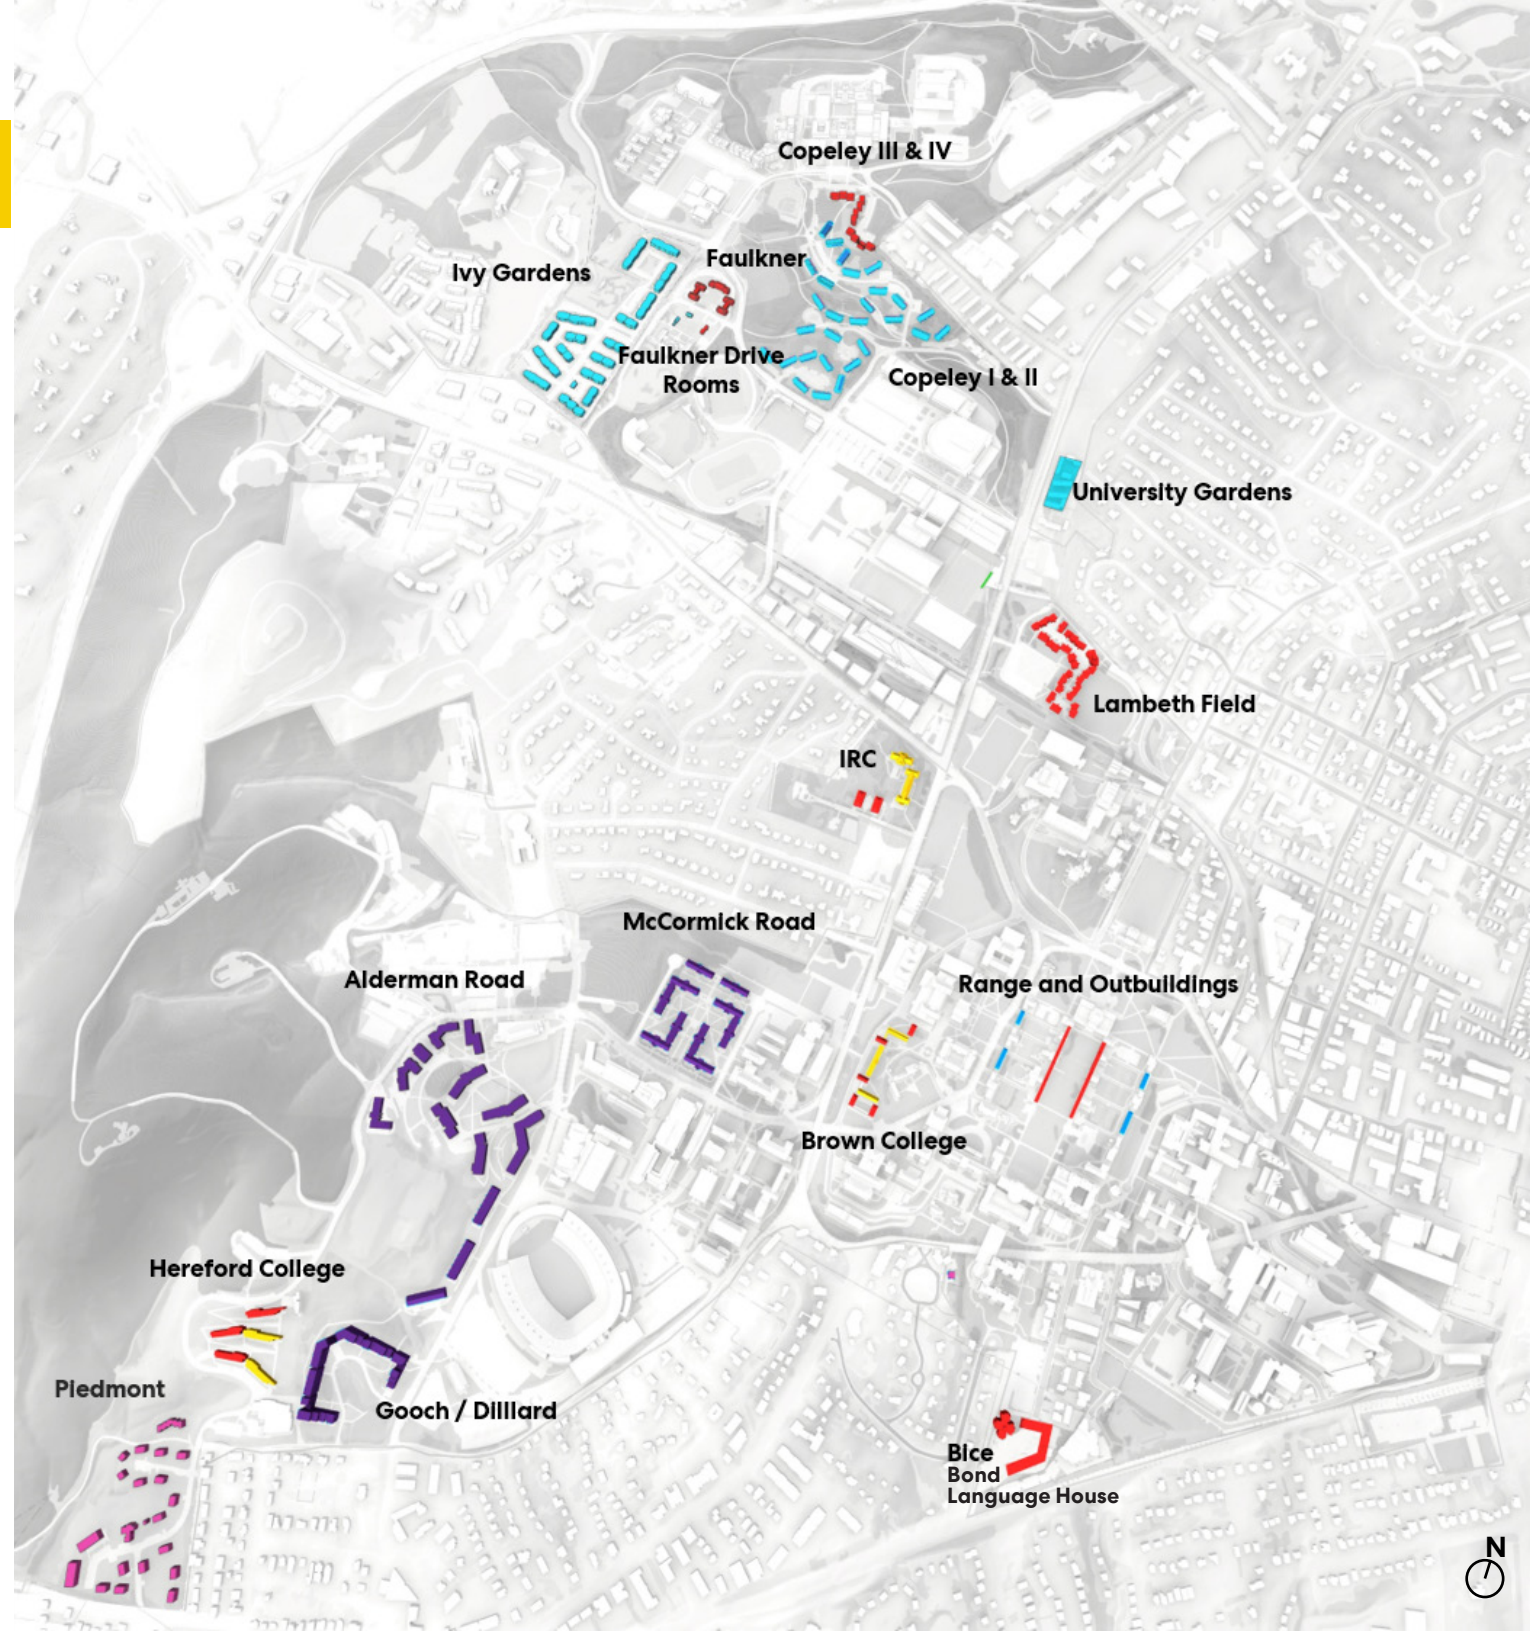 Copeley III & IV
Faulkner
Ivy Gardens
Faulkner Drive
Rooms
Copeley I & II
University Gardens
Lambeth Field
IRC
McCormick Road
Alderman Road
Range and Outbuildings
Brown College
Hereford College
Piedmont
Gooch / Dilllard
Bice
Bond
Language House
N